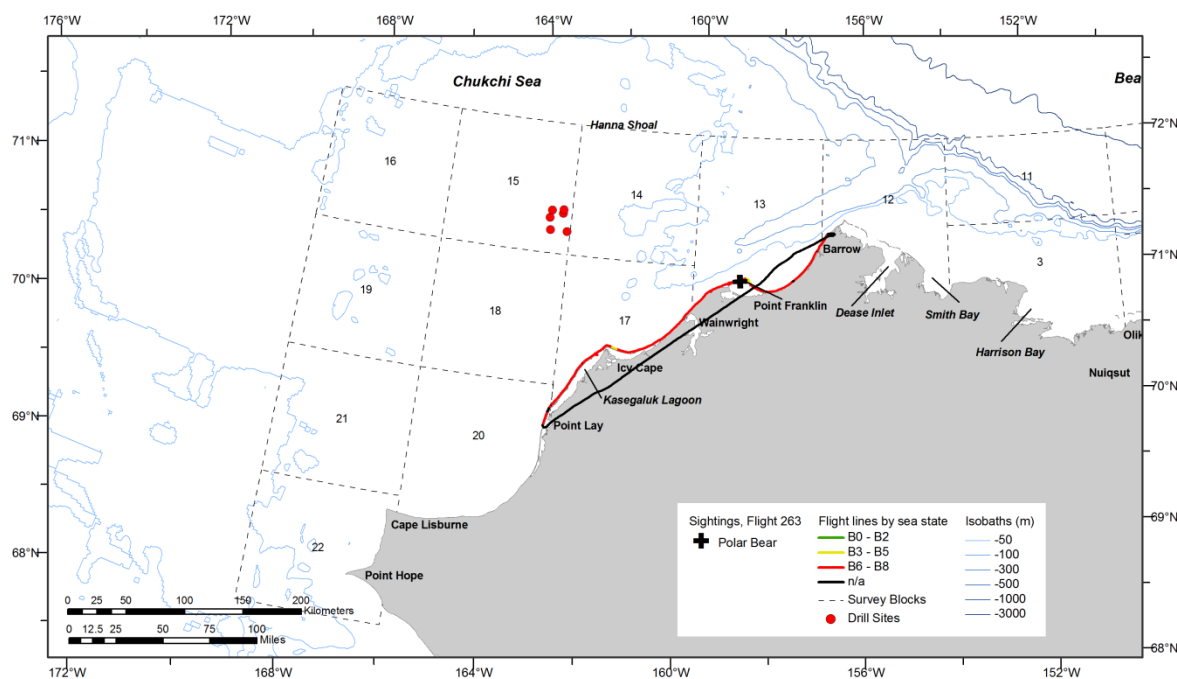 176°W
172°W
168°W
164°W
160°W
156°W
152°W
Chukchi Sea
Bea
72°N
71°N
Hanna Shoal
16
15
14
13
12
11
Barrow
71°N
3
70°N
19
18
17
Point Franklin
Dease Inlet
Smith Bay
Wainwright
Harrison Bay
Olik
Icy Cape
Nuiqsut
70°N
Kasegaluk Lagoon
69°N
21
20
Point Lay
Cape Lisburne
69°N
22
68°N
Point Hope
Sightings, Flight 263
Polar Bear
Flight lines by sea state
B0 - B2
B3 - B5
B6 - B8
n/a
Survey Blocks
Drill Sites
Isobaths (m)
-50
-100
-300
-500
-1000
-3000
0 25 50 100 150 200
Kilometers
0 12.5 25 50 75 100
Miles
68°N
172°W
168°W
164°W
160°W
156°W
152°W